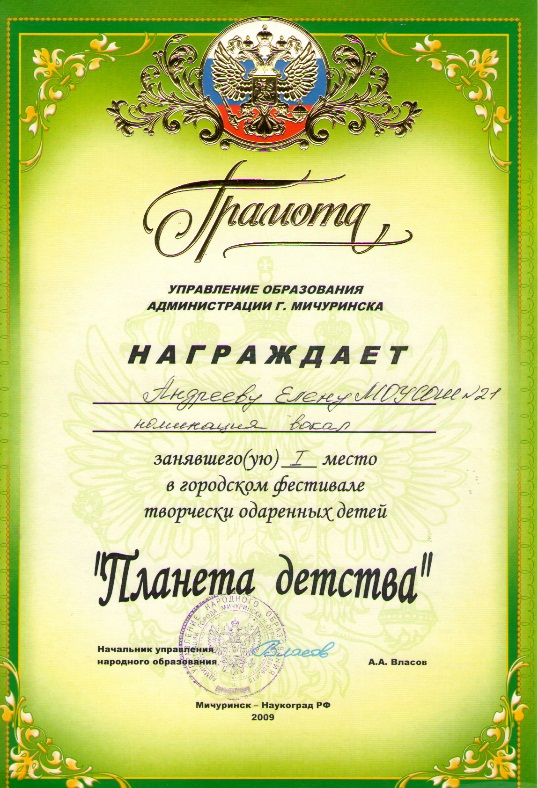 Грамота
УПРАВЛЕНИЕ ОБРАЗОВАНИЯ
АДМИНИСТРАЦИИ Г. МИЧУРИНСКА
НАГРАЖДАЕТ
Андрееву Елену МОУСОШ №21
номинация вокал
занявшего(ую) I место
в городском фестивале
творчески одаренных детей
"Планета детства"
Начальник управления
народного образования
Власов
А.А. Власов
Мичуринск – Наукоград РФ
2009